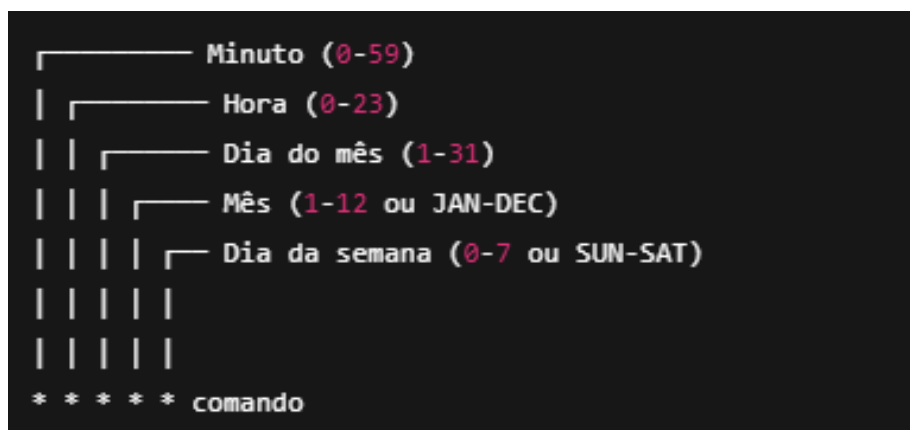 ┌───────── Minuto (0-59)
| ┌─────── Hora (0-23)
| | ┌────── Dia do mês (1-31)
| | | ┌──── Mês (1-12 ou JAN-DEC)
| | | | ┌── Dia da semana (0-7 ou SUN-SAT)
| | | | |
| | | | |
* * * * * comando